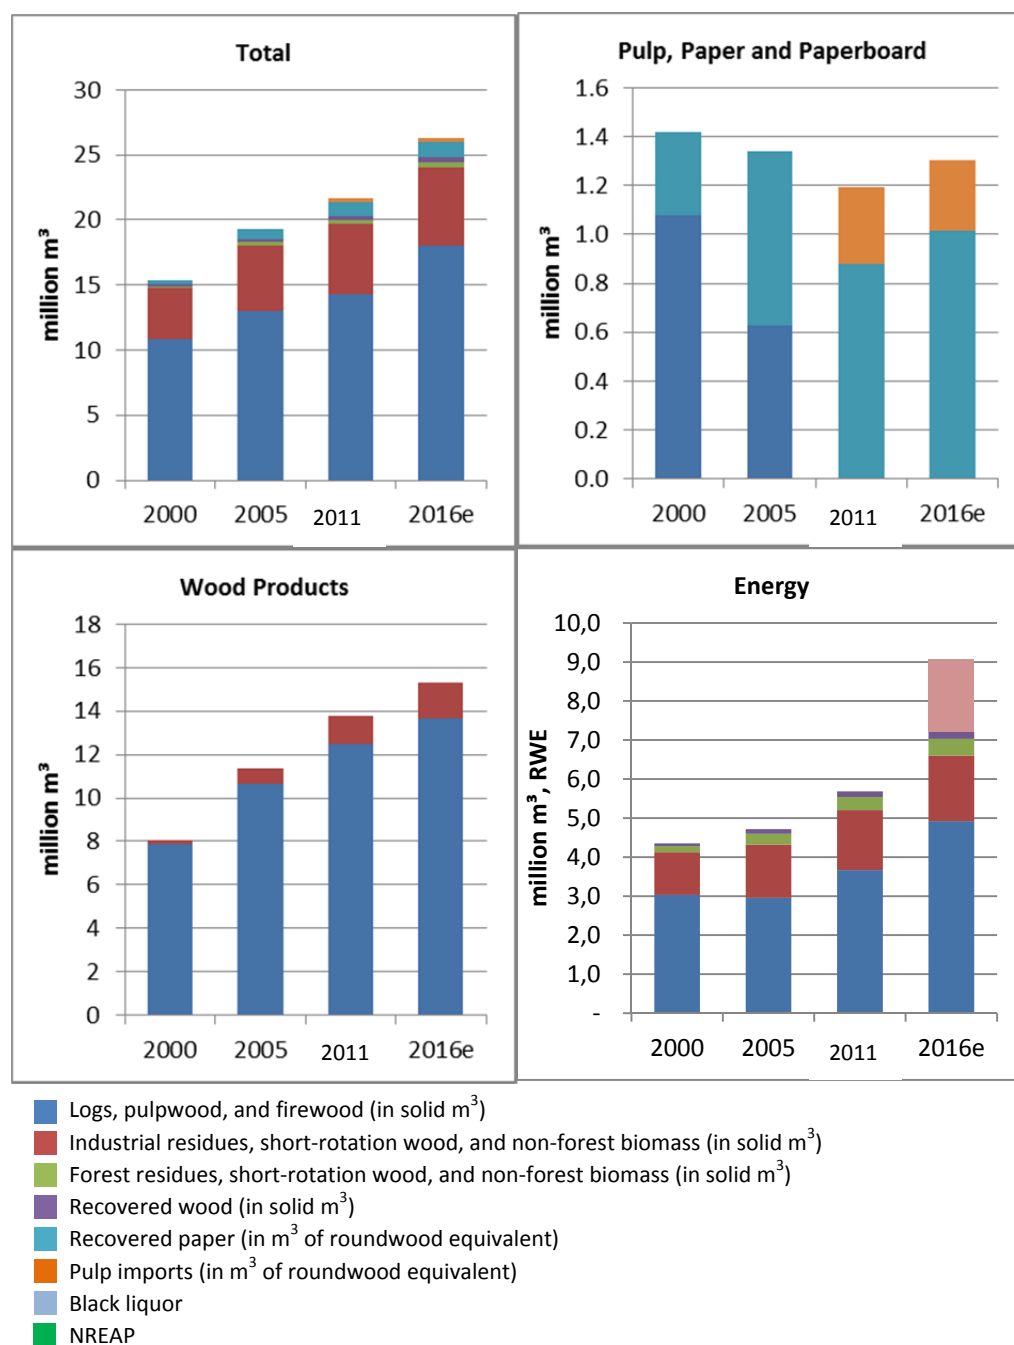 Total
30
25
20
15
10
5
0
million m³
2000 2005 2011 2016e
Pulp, Paper and Paperboard
1.6
1.4
1.2
1.0
0.8
0.6
0.4
0.2
0.0
million m³
2000 2005 2011 2016e
Wood Products
18
16
14
12
10
8
6
4
2
0
million m³
2000 2005 2011 2016e
Energy
10,0
9,0
8,0
7,0
6,0
5,0
4,0
3,0
2,0
1,0
-
million m³, RWE
2000 2005 2011 2016e
Logs, pulpwood, and firewood (in solid m³)
Industrial residues, short-rotation wood, and non-forest biomass (in solid m³)
Forest residues, short-rotation wood, and non-forest biomass (in solid m³)
Recovered wood (in solid m³)
Recovered paper (in m³ of roundwood equivalent)
Pulp imports (in m³ of roundwood equivalent)
Black liquor
NREAP